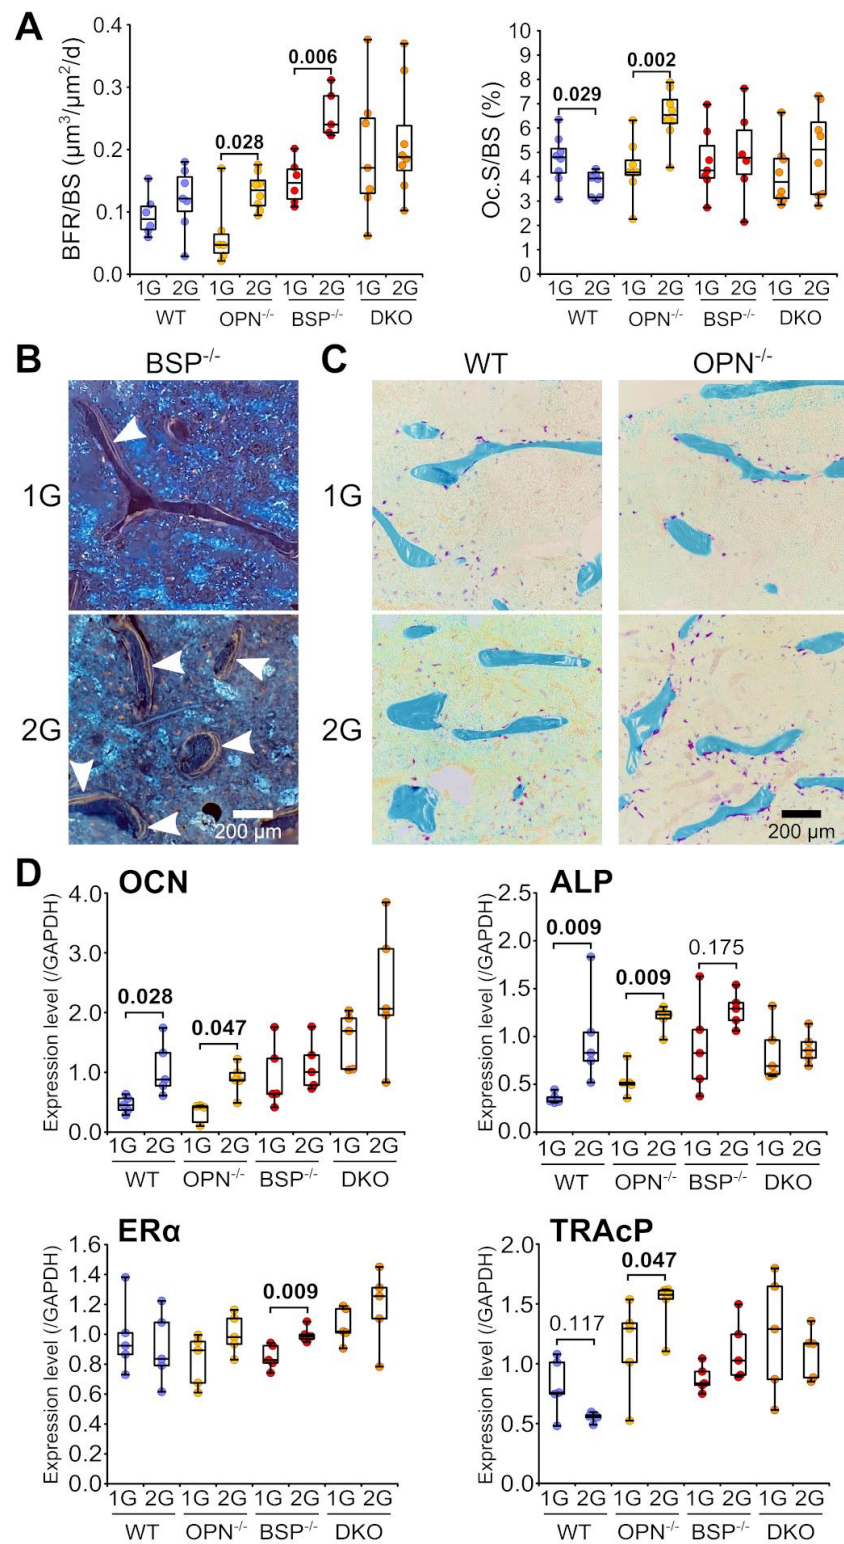 A
BFR/BS (μm³/μm²/d)
0.4
0.3
0.2
0.1
0.0
0.028
0.006
1G 2G 1G 2G 1G 2G 1G 2G
WT OPN⁻/⁻ BSP⁻/⁻ DKO
Oc.S/BS (%)
10
9
8
7
6
5
4
3
2
1
0
0.029
0.002
1G 2G 1G 2G 1G 2G 1G 2G
WT OPN⁻/⁻ BSP⁻/⁻ DKO
B BSP⁻/⁻
1G
2G
200 μm
C WT OPN⁻/⁻
1G
2G
200 μm
D
OCN
Expression level (/GAPDH)
4.0
3.0
2.0
1.0
0.0
0.028
0.047
1G 2G 1G 2G 1G 2G 1G 2G
WT OPN⁻/⁻ BSP⁻/⁻ DKO
ALP
Expression level (/GAPDH)
2.5
2.0
1.5
1.0
0.5
0.0
0.009
0.009
0.175
1G 2G 1G 2G 1G 2G 1G 2G
WT OPN⁻/⁻ BSP⁻/⁻ DKO
ERα
Expression level (/GAPDH)
1.6
1.4
1.2
1.0
0.8
0.6
0.4
0.2
0.0
0.009
1G 2G 1G 2G 1G 2G 1G 2G
WT OPN⁻/⁻ BSP⁻/⁻ DKO
TRAcP
Expression level (/GAPDH)
2.0
1.5
1.0
0.5
0.0
0.117
0.047
1G 2G 1G 2G 1G 2G 1G 2G
WT OPN⁻/⁻ BSP⁻/⁻ DKO